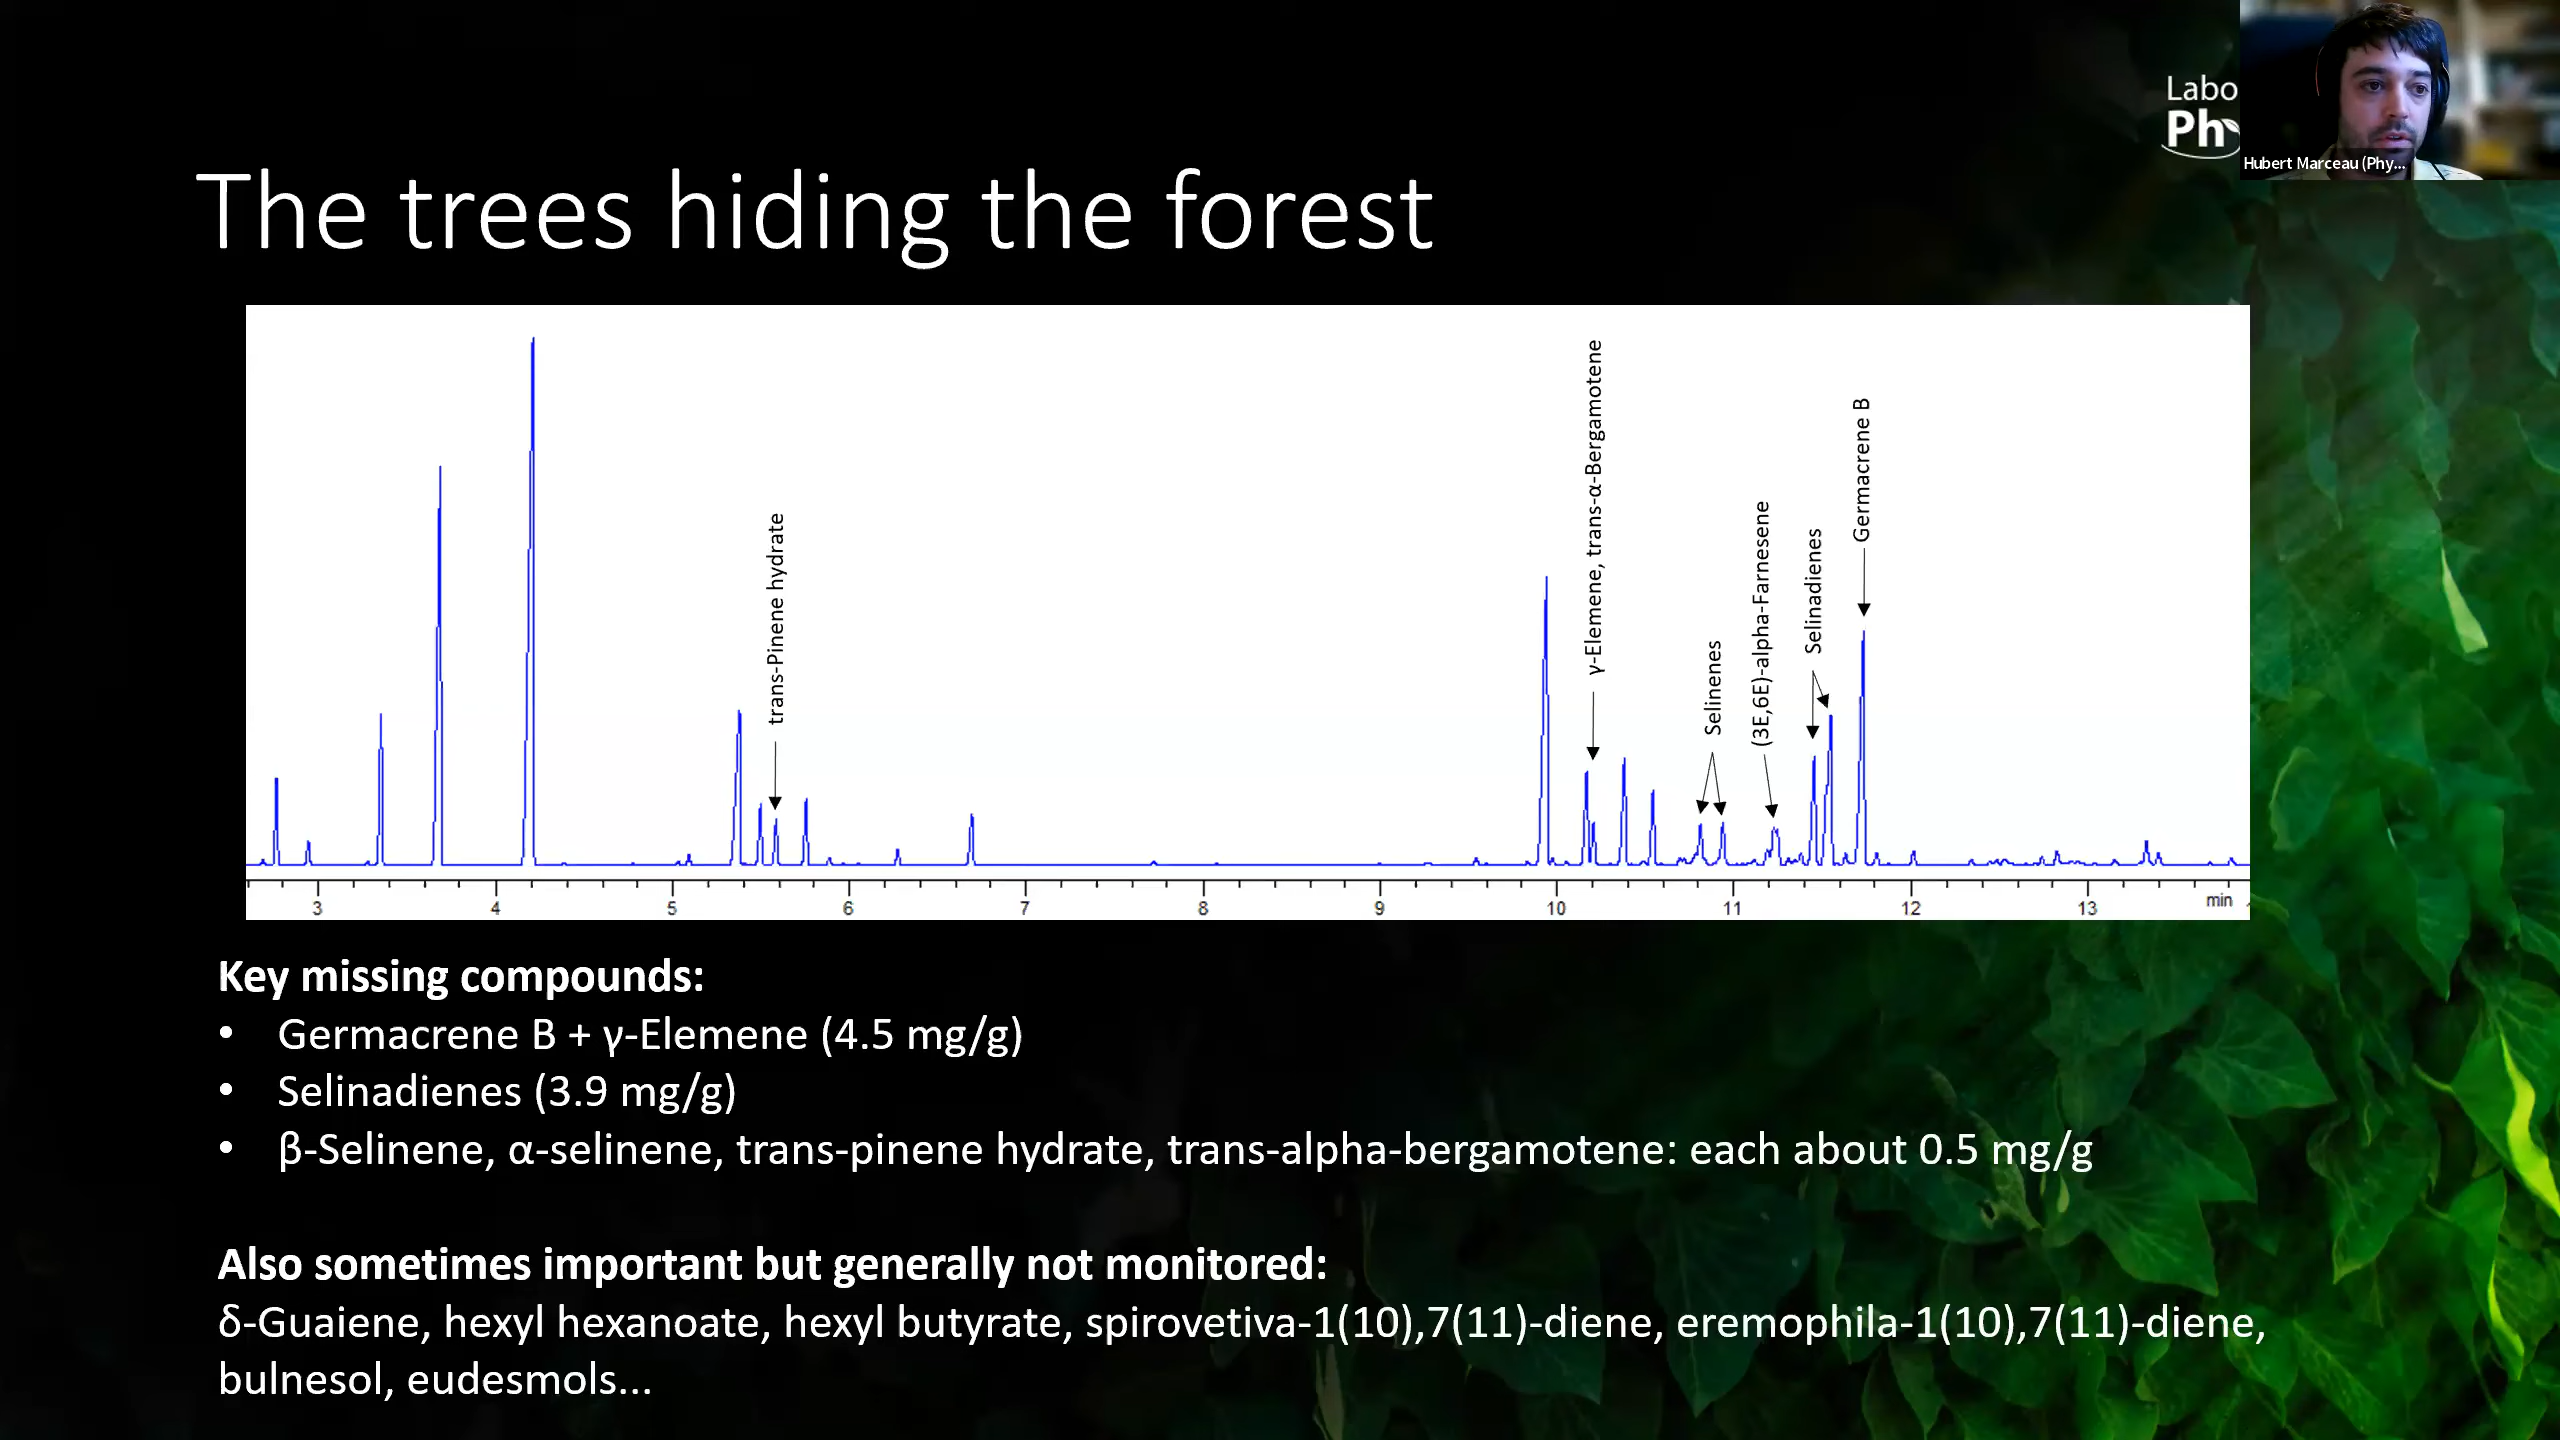 Labo
Ph
Hubert Marceau (Phy...
The trees hiding the forest
trans-Pinene hydrate
γ-Elemene, trans-α-Bergamotene
Selinenes
(3E,6E)-alpha-Farnesene
Selinadienes
Germacrene B
3 4 5 6 7 8 9 10 11 12 13 min
Key missing compounds:
• Germacrene B + γ-Elemene (4.5 mg/g)
• Selinadienes (3.9 mg/g)
• β-Selinene, α-selinene, trans-pinene hydrate, trans-alpha-bergamotene: each about 0.5 mg/g
Also sometimes important but generally not monitored:
δ-Guaiene, hexyl hexanoate, hexyl butyrate, spirovetiva-1(10),7(11)-diene, eremophila-1(10),7(11)-diene,
bulnesol, eudesmols...